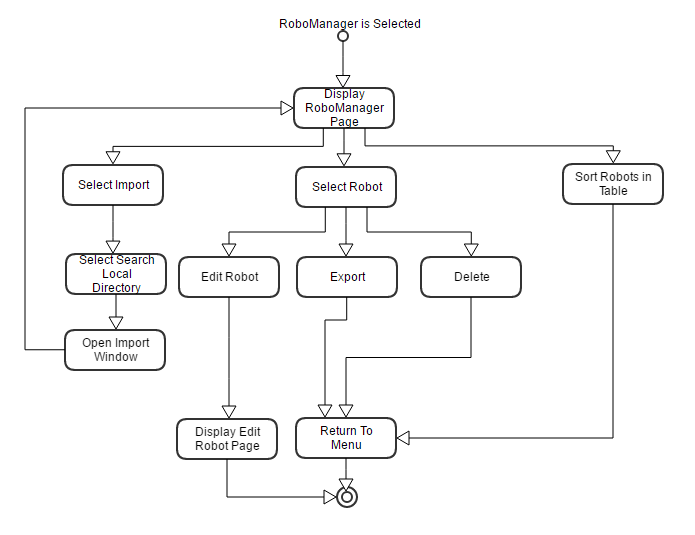 RoboManager is Selected
Display
RoboManager
Page
Select Import
Select Robot
Sort Robots in
Table
Select Search
Local
Directory
Edit Robot
Export
Delete
Open Import
Window
Display Edit
Robot Page
Return To
Menu